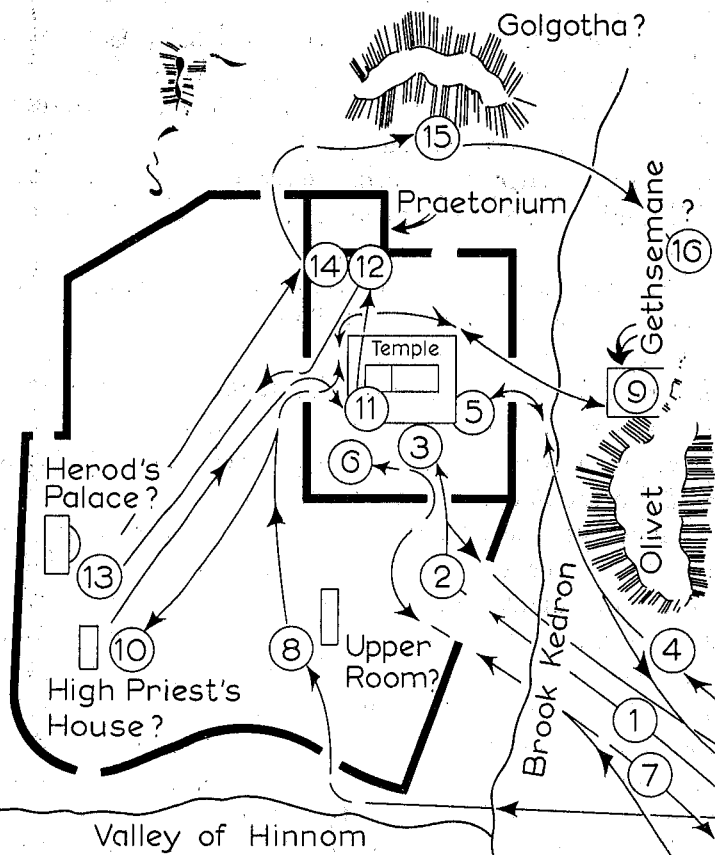 Golgotha?
15
Praetorium
Gethsemane ?
16
14
12
Temple
9
11
5
3
6
Herod's
Palace?
Olivet
13
2
10
8
Upper
Room?
4
High Priest's
House?
Brook Kedron
1
7
Valley of Hinnom